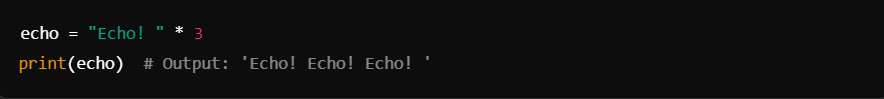 echo = "Echo! " * 3
print(echo)  # Output: 'Echo! Echo! Echo! '